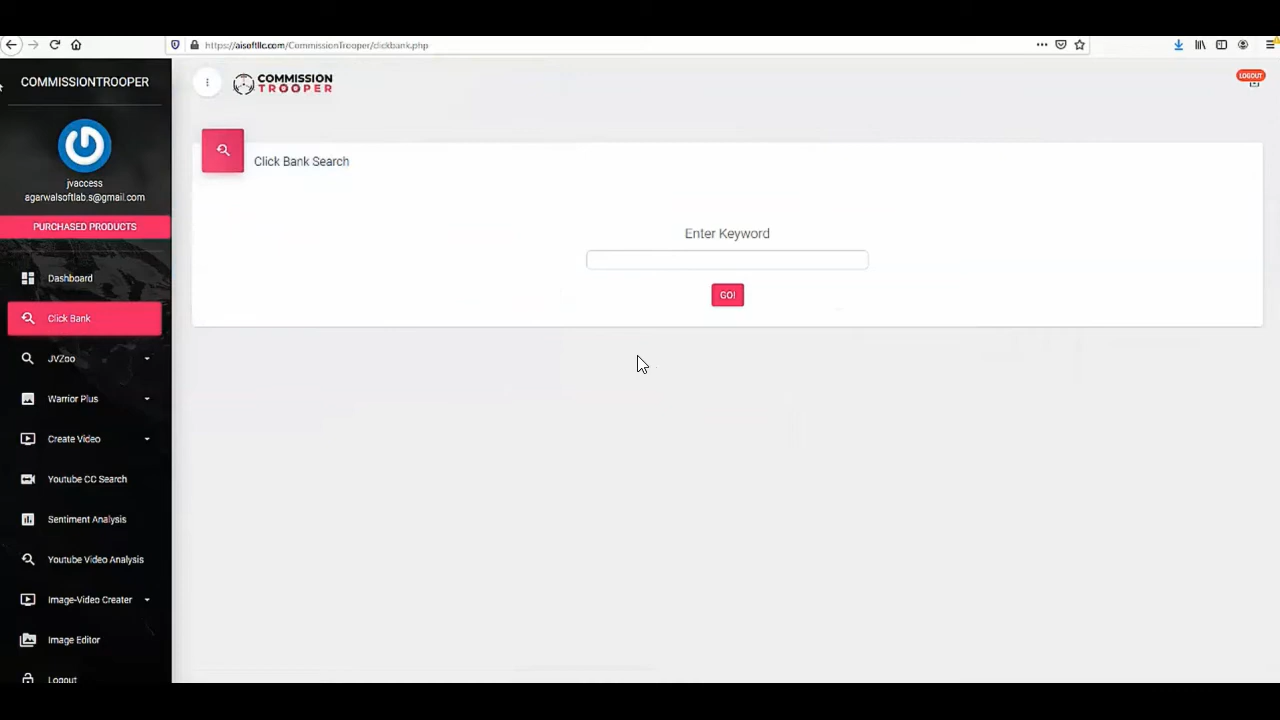 https://aisoftllc.com/CommissionTrooper/clickbank.php
COMMISSIONTROOPER
jvaccess
agarwalsoftlab.s@gmail.com
PURCHASED PRODUCTS
Dashboard
Click Bank
JVZoo
Warrior Plus
Create Video
Youtube CC Search
Sentiment Analysis
Youtube Video Analysis
Image-Video Creater
Image Editor
Logout
COMMISSION
TROOPER
LOGOUT
Click Bank Search
Enter Keyword
GO!